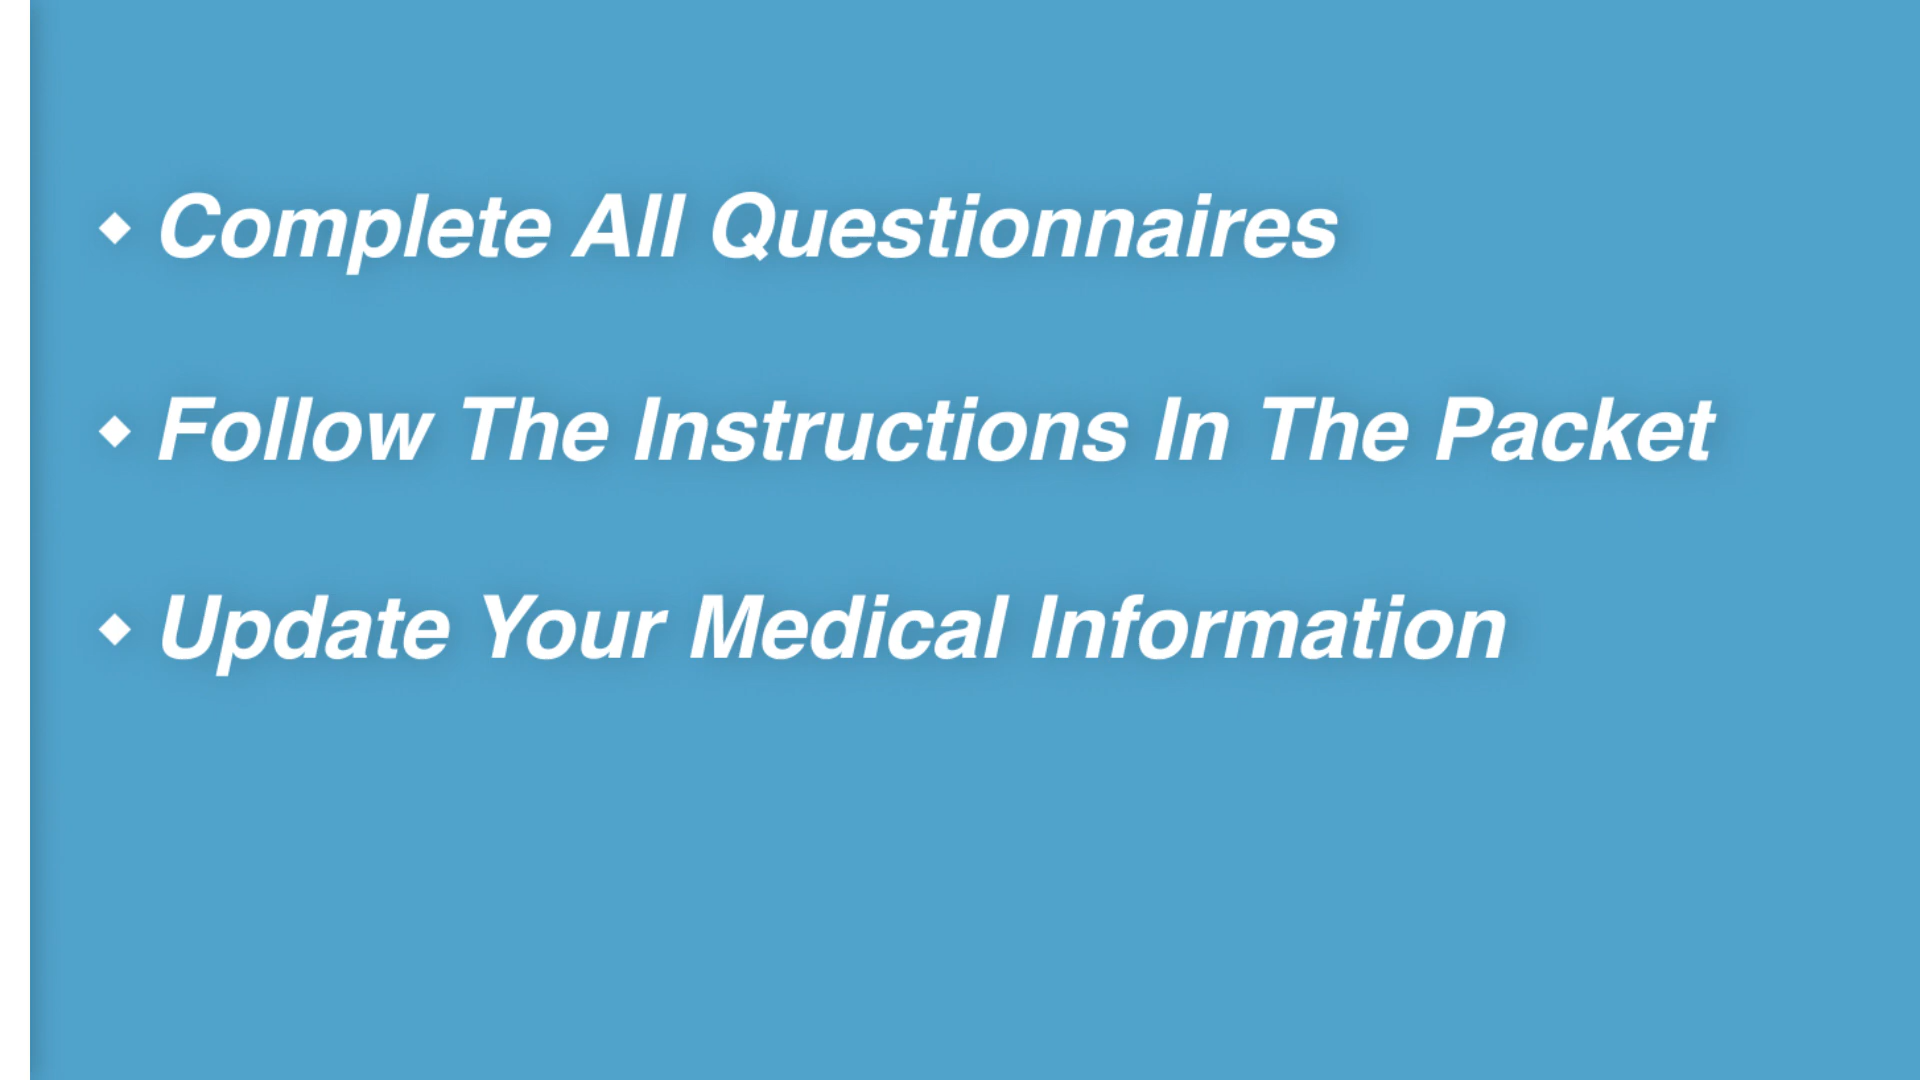 ◆ Complete All Questionnaires
◆ Follow The Instructions In The Packet
◆ Update Your Medical Information